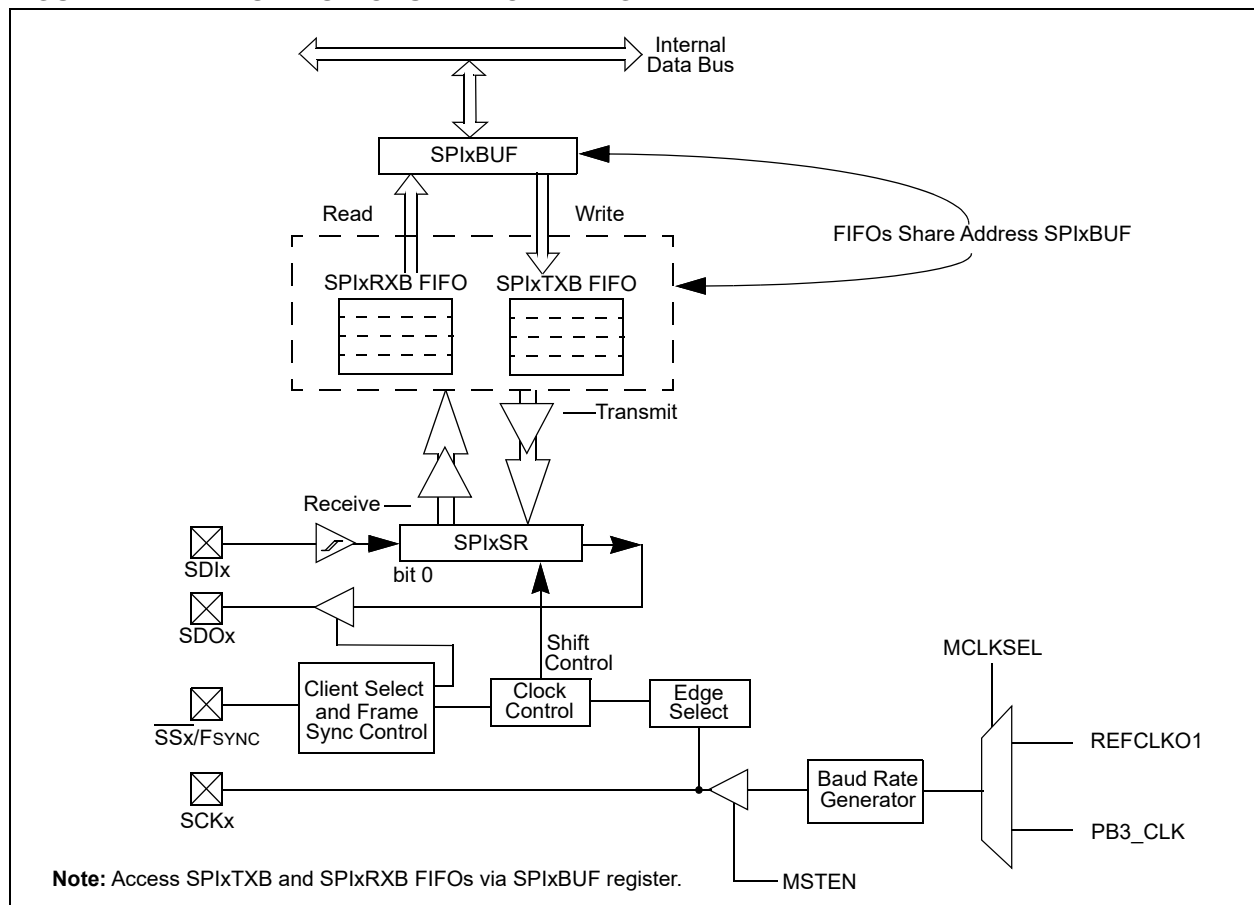 Internal
Data Bus
SPIxBUF
Read
Write
FIFOs Share Address SPIxBUF
SPIxRXB FIFO
SPIxTXB FIFO
Transmit
Receive
SPIxSR
SDIx
bit 0
SDOx
Shift
Control
MCLKSEL
Client Select
and Frame
Sync Control
Clock
Control
Edge
Select
SSx/FSYNC
REFCLKO1
Baud Rate
Generator
SCKx
PB3_CLK
Note: Access SPIxTXB and SPIxRXB FIFOs via SPIxBUF register.
MSTEN